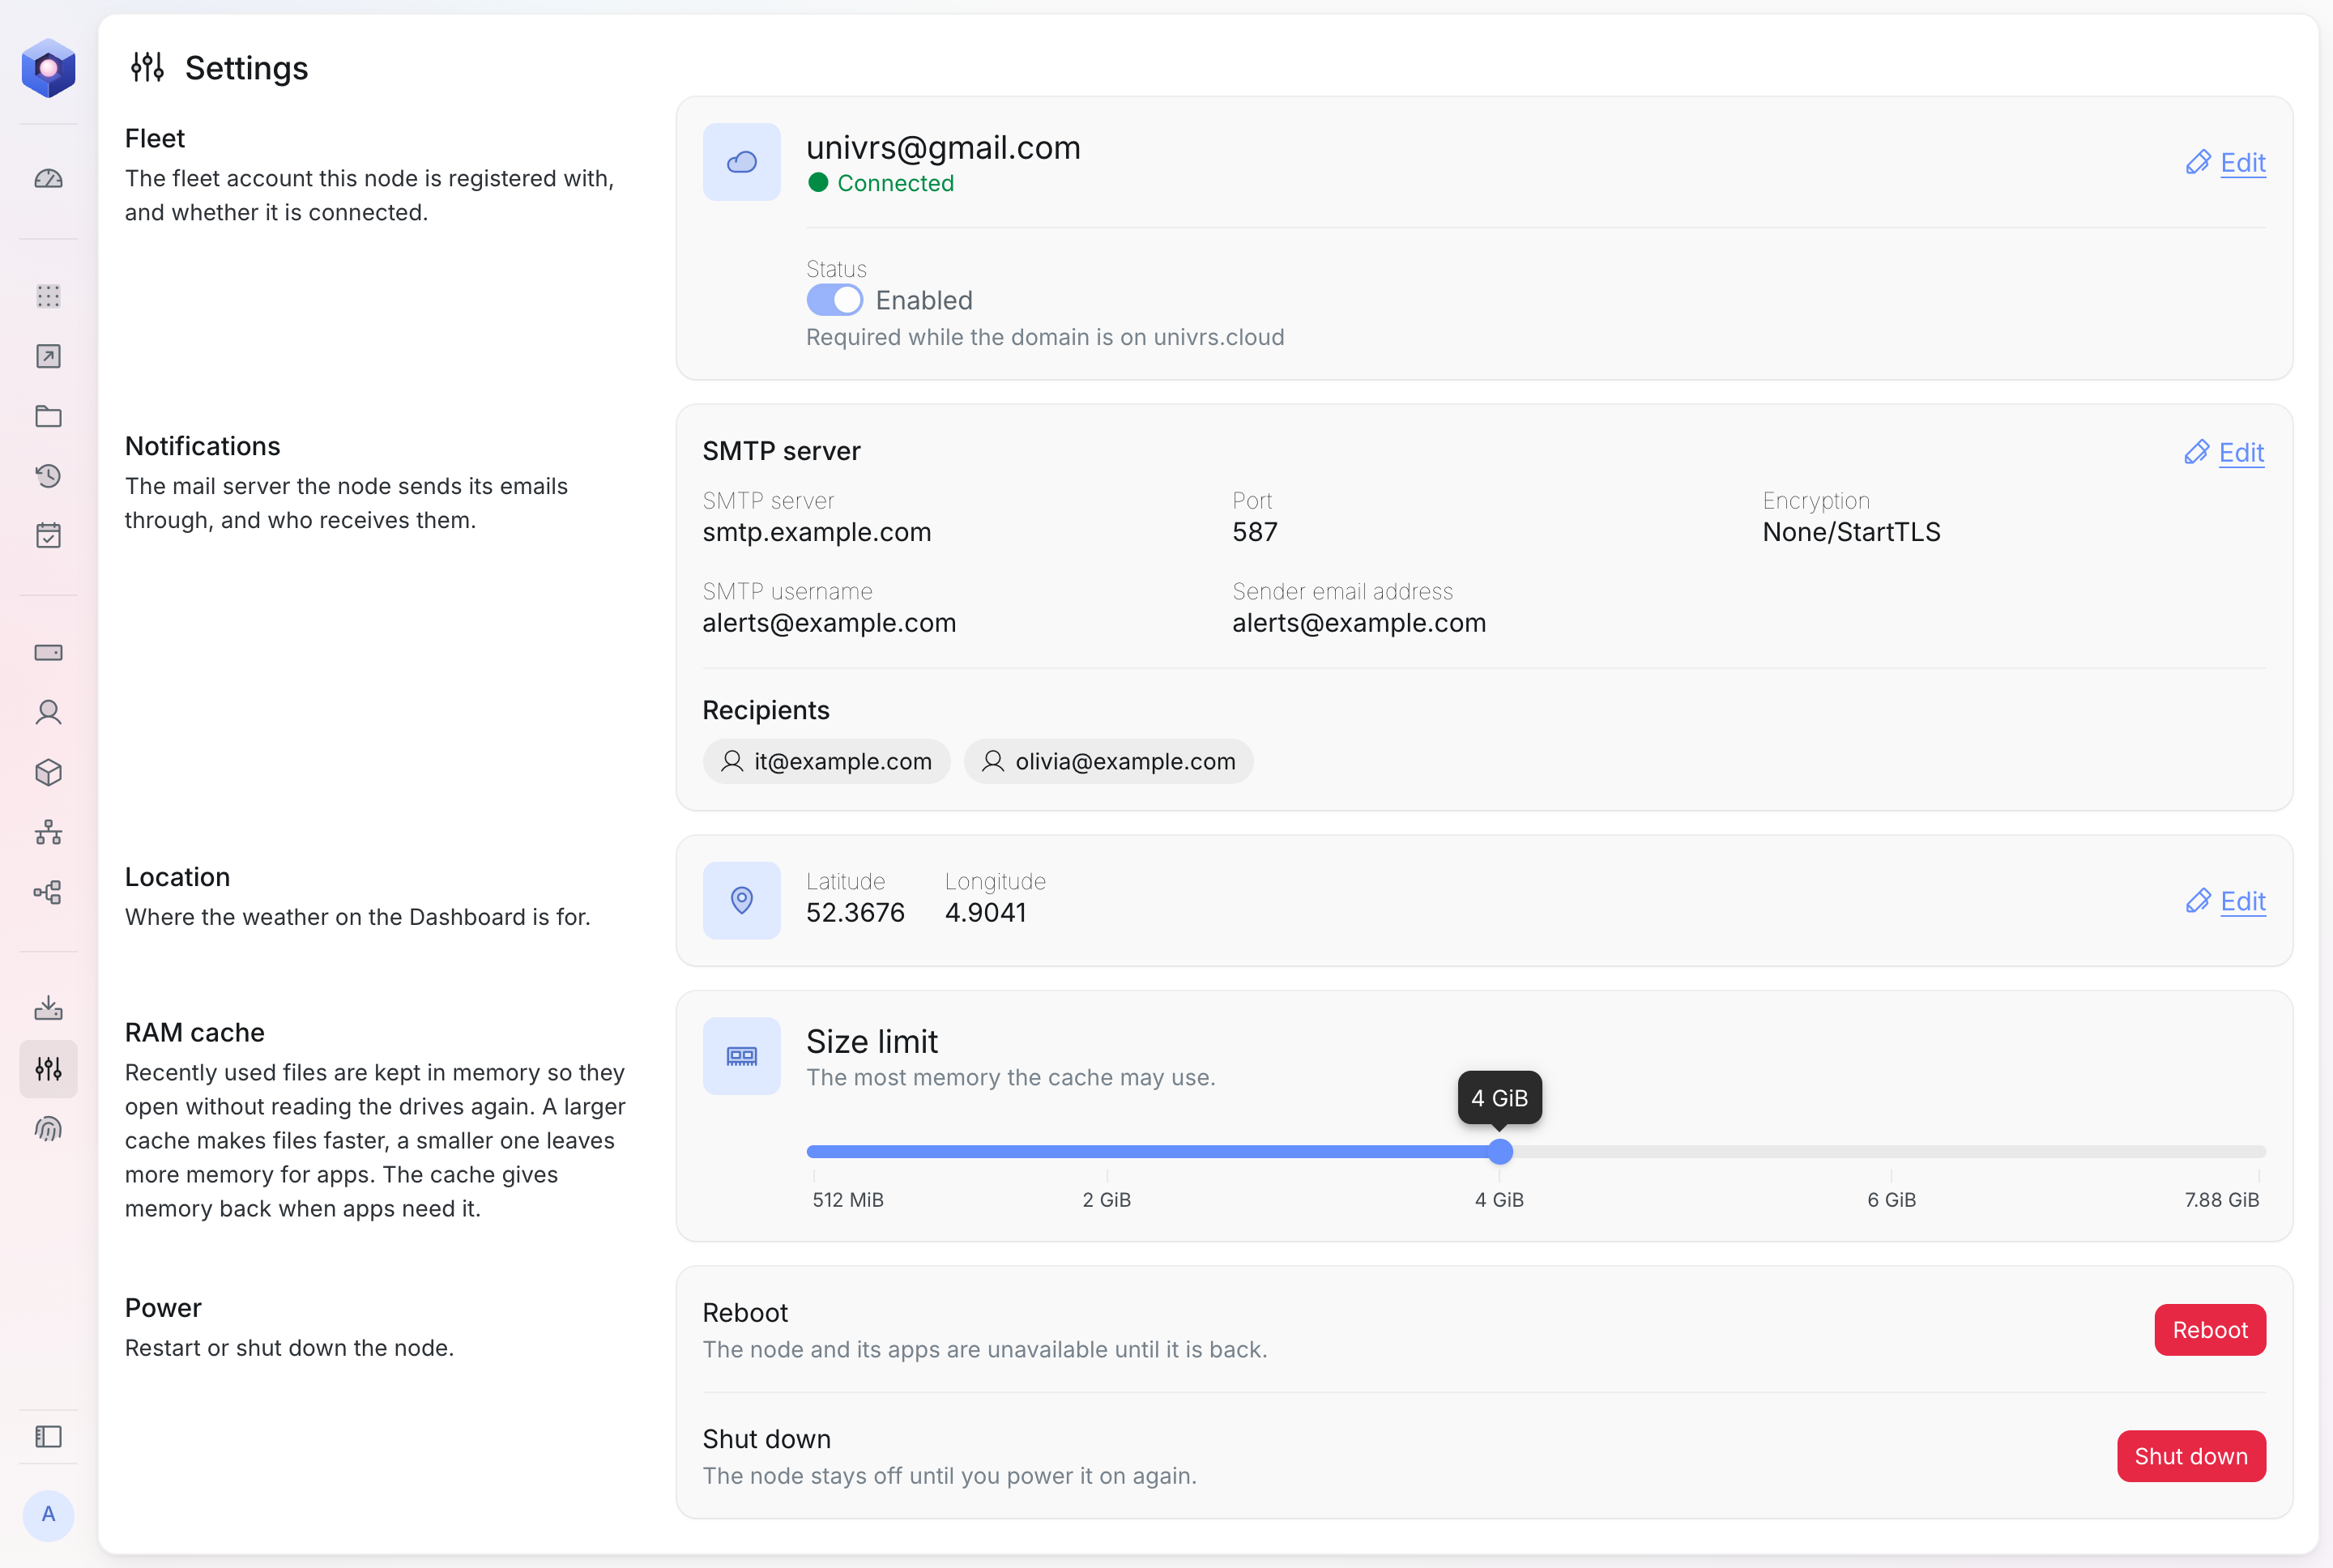 Settings
Fleet
The fleet account this node is registered with,
and whether it is connected.
univrs@gmail.com
Connected
Edit
Status
Enabled
Required while the domain is on univrs.cloud
Notifications
The mail server the node sends its emails
through, and who receives them.
SMTP server
Edit
SMTP server
smtp.example.com
Port
587
Encryption
None/StartTLS
SMTP username
alerts@example.com
Sender email address
alerts@example.com
Recipients
it@example.com
olivia@example.com
Location
Where the weather on the Dashboard is for.
Latitude
52.3676
Longitude
4.9041
Edit
RAM cache
Recently used files are kept in memory so they
open without reading the drives again. A larger
cache makes files faster, a smaller one leaves
more memory for apps. The cache gives
memory back when apps need it.
Size limit
The most memory the cache may use.
4 GiB
512 MiB
2 GiB
4 GiB
6 GiB
7.88 GiB
Power
Restart or shut down the node.
Reboot
The node and its apps are unavailable until it is back.
Reboot
Shut down
The node stays off until you power it on again.
Shut down
A